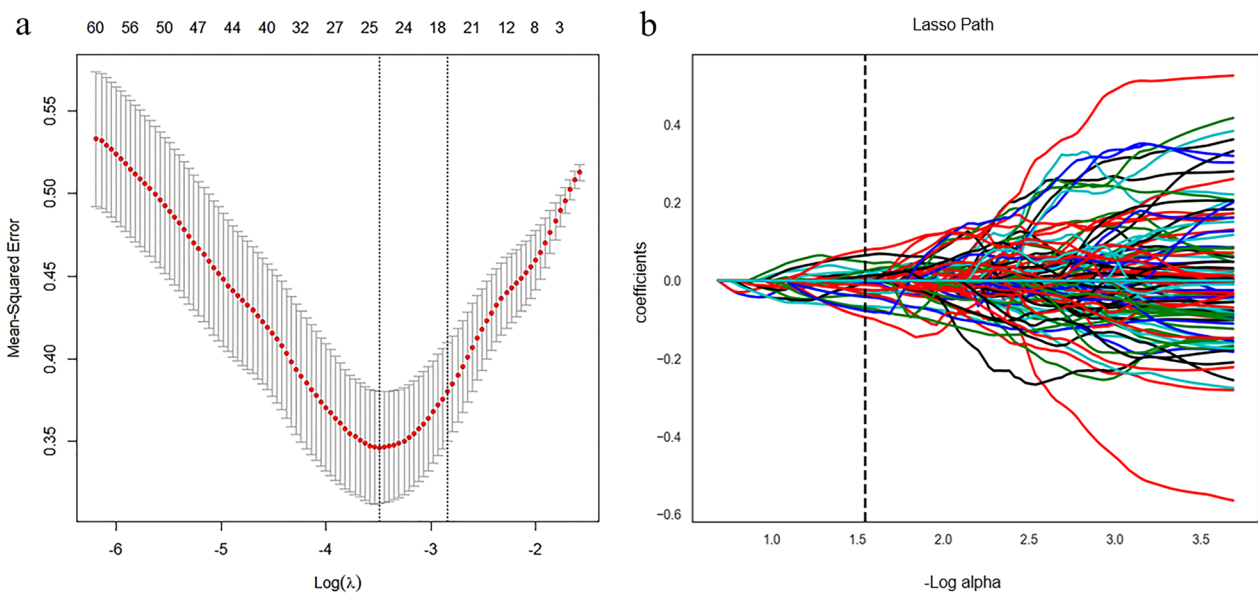 a
60 56 50 47 44 40 32 27 25 24 18 21 12 8 3
Mean-Squared Error
0.55
0.50
0.45
0.40
0.35
-6 -5 -4 -3 -2
Log(λ)
b
Lasso Path
coefficients
0.4
0.2
0.0
−0.2
−0.4
−0.6
1.0 1.5 2.0 2.5 3.0 3.5
-Log alpha